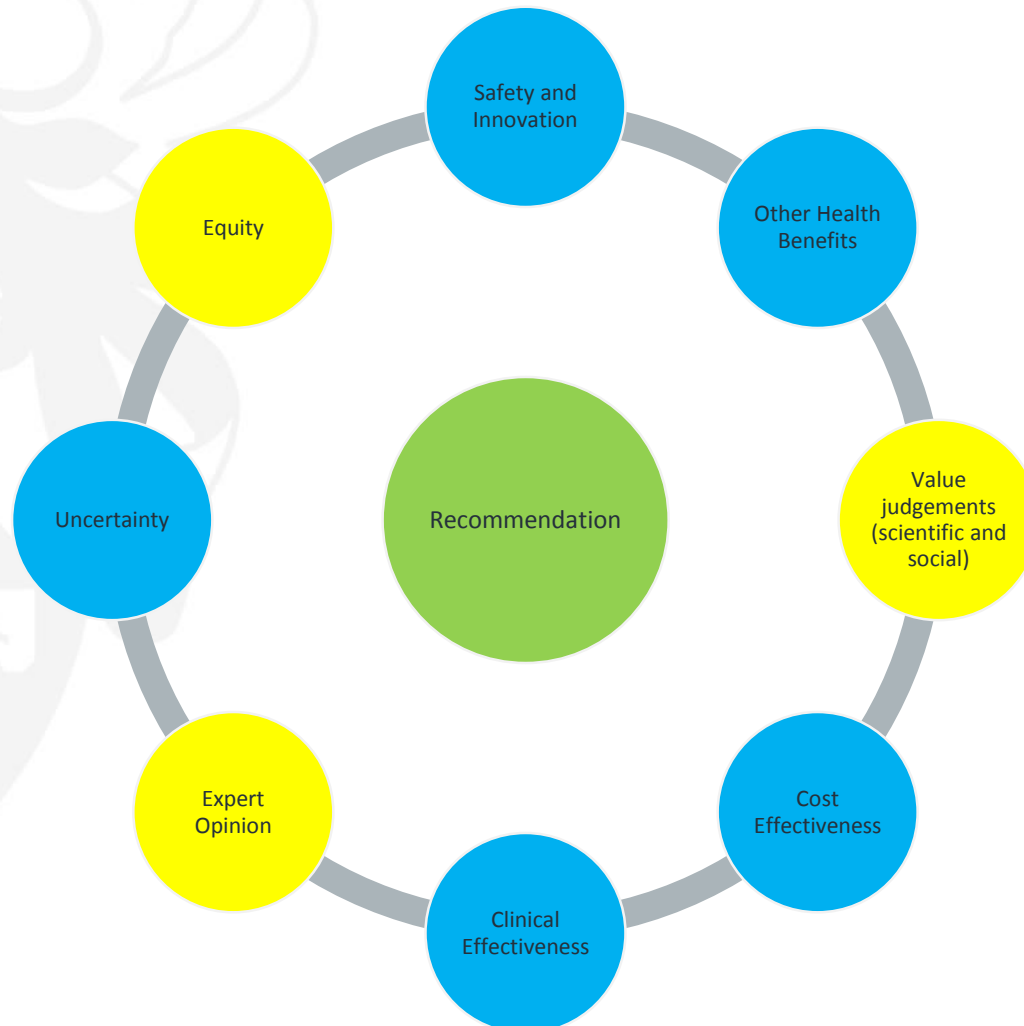 Safety and
Innovation
Other Health
Benefits
Equity
Value
judgements
(scientific and
social)
Recommendation
Uncertainty
Cost
Effectiveness
Expert
Opinion
Clinical
Effectiveness